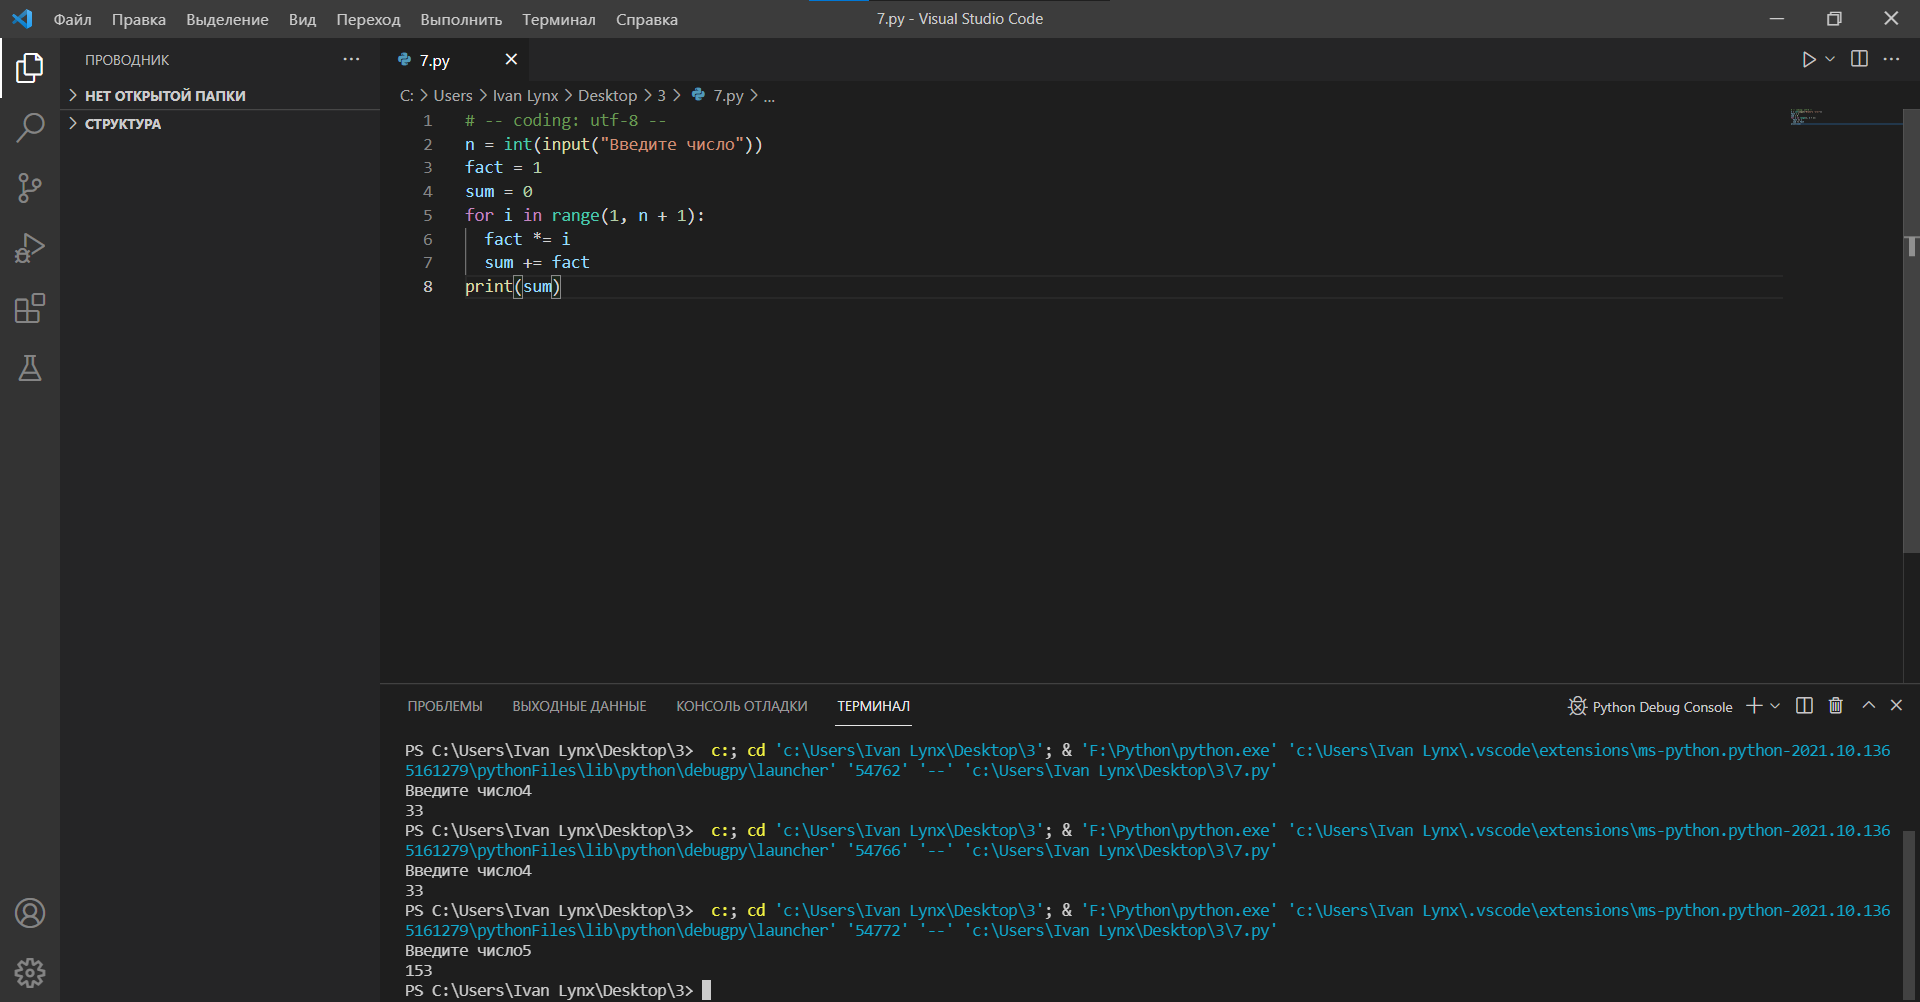 Файл Правка Выделение Вид Переход Выполнить Терминал Справка
7.py - Visual Studio Code
ПРОВОДНИК
НЕТ ОТКРЫТОЙ ПАПКИ
СТРУКТУРА
7.py
C: > Users > Ivan Lynx > Desktop > 3 > 7.py > ...
1 # -- coding: utf-8 --
2 n = int(input("Введите число"))
3 fact = 1
4 sum = 0
5 for i in range(1, n + 1):
6   fact *= i
7   sum += fact
8 print(sum)
ПРОБЛЕМЫ ВЫХОДНЫЕ ДАННЫЕ КОНСОЛЬ ОТЛАДКИ ТЕРМИНАЛ
Python Debug Console
PS C:\Users\Ivan Lynx\Desktop\3>  c:; cd 'c:\Users\Ivan Lynx\Desktop\3'; & 'F:\Python\python.exe' 'c:\Users\Ivan Lynx\.vscode\extensions\ms-python.python-2021.10.136
5161279\pythonFiles\lib\python\debugpy\launcher' '54762' '--' 'c:\Users\Ivan Lynx\Desktop\3\7.py'
Введите число4
33
PS C:\Users\Ivan Lynx\Desktop\3>  c:; cd 'c:\Users\Ivan Lynx\Desktop\3'; & 'F:\Python\python.exe' 'c:\Users\Ivan Lynx\.vscode\extensions\ms-python.python-2021.10.136
5161279\pythonFiles\lib\python\debugpy\launcher' '54766' '--' 'c:\Users\Ivan Lynx\Desktop\3\7.py'
Введите число4
33
PS C:\Users\Ivan Lynx\Desktop\3>  c:; cd 'c:\Users\Ivan Lynx\Desktop\3'; & 'F:\Python\python.exe' 'c:\Users\Ivan Lynx\.vscode\extensions\ms-python.python-2021.10.136
5161279\pythonFiles\lib\python\debugpy\launcher' '54772' '--' 'c:\Users\Ivan Lynx\Desktop\3\7.py'
Введите число5
153
PS C:\Users\Ivan Lynx\Desktop\3>